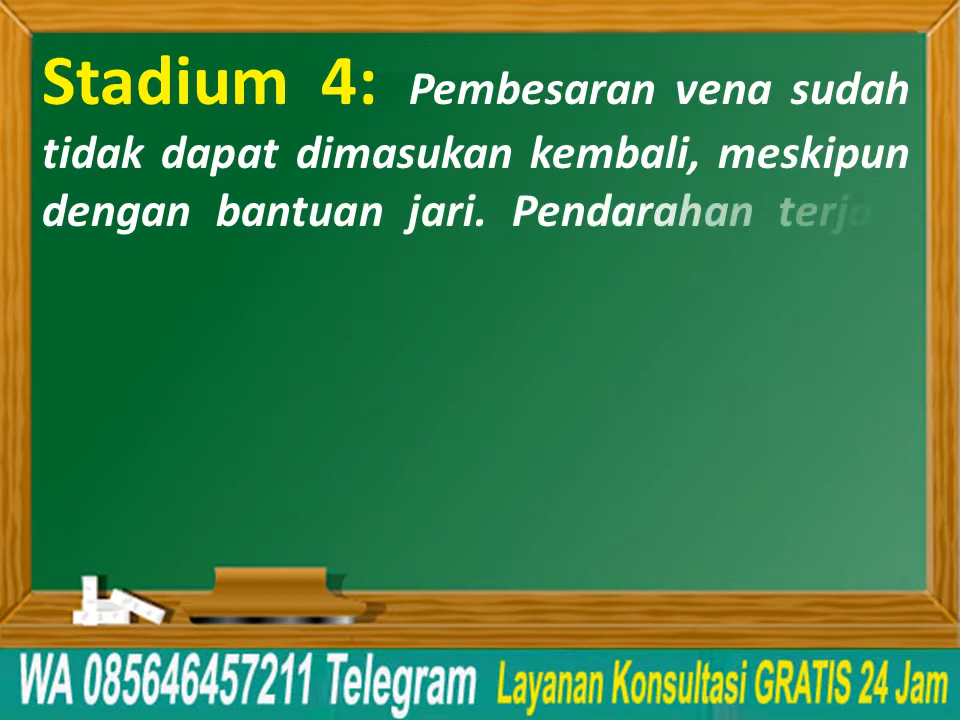 Stadium 4: Pembesaran vena sudah
tidak dapat dimasukan kembali, meskipun
dengan bantuan jari. Pendarahan
WA 085646457211 Telegram Layanan Konsultasi GRATIS 24 Jam